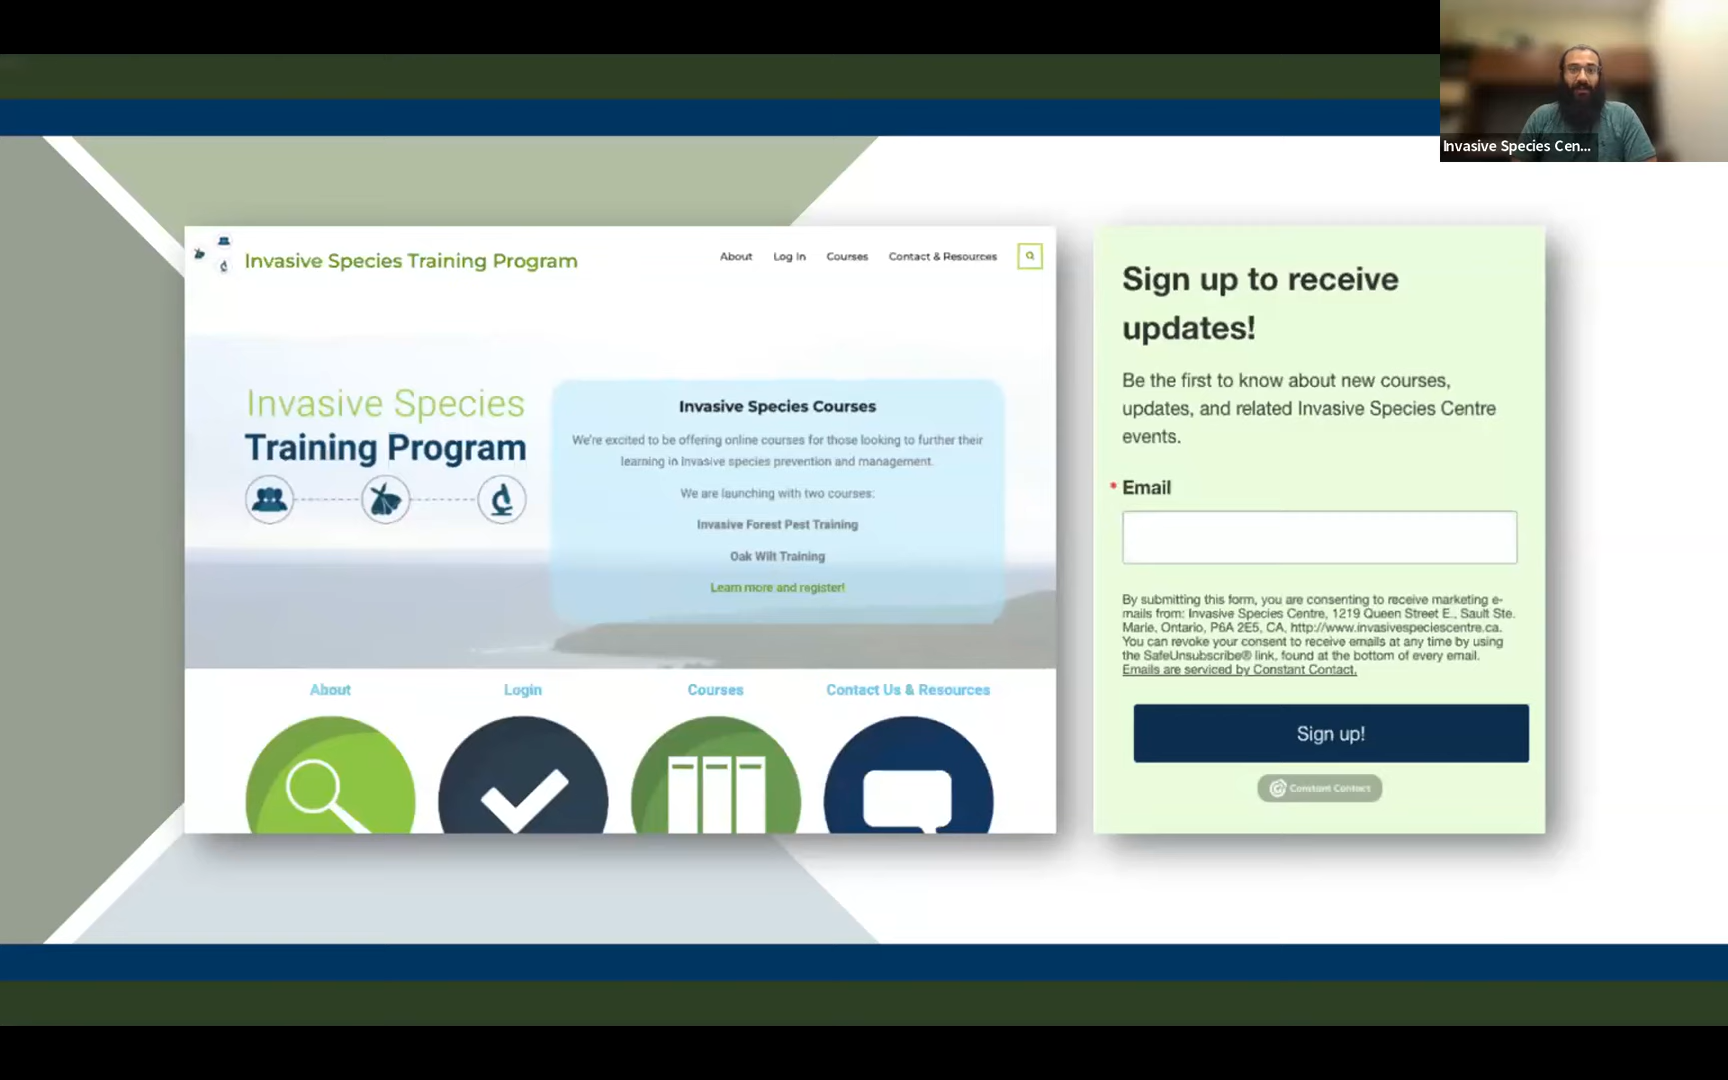 Invasive Species Cen...
Invasive Species Training Program
About
Log In
Courses
Contact & Resources
Invasive Species
Training Program
Invasive Species Courses
We're excited to be offering online courses for those looking to further their
learning in invasive species prevention and management.
We are launching with two courses:
Invasive Forest Pest Training
Oak Wilt Training
Learn more and register!
About
Login
Courses
Contact Us & Resources
Sign up to receive
updates!
Be the first to know about new courses,
updates, and related Invasive Species Centre
events.
* Email
By submitting this form, you are consenting to receive marketing e-
mails from: Invasive Species Centre, 1219 Queen Street E., Sault Ste.
Marie, Ontario, P6A 2E5, CA, http://www.invasivespeciescentre.ca.
You can revoke your consent to receive emails at any time by using
the SafeUnsubscribe® link, found at the bottom of every email.
Emails are serviced by Constant Contact.
Sign up!
Constant Contact